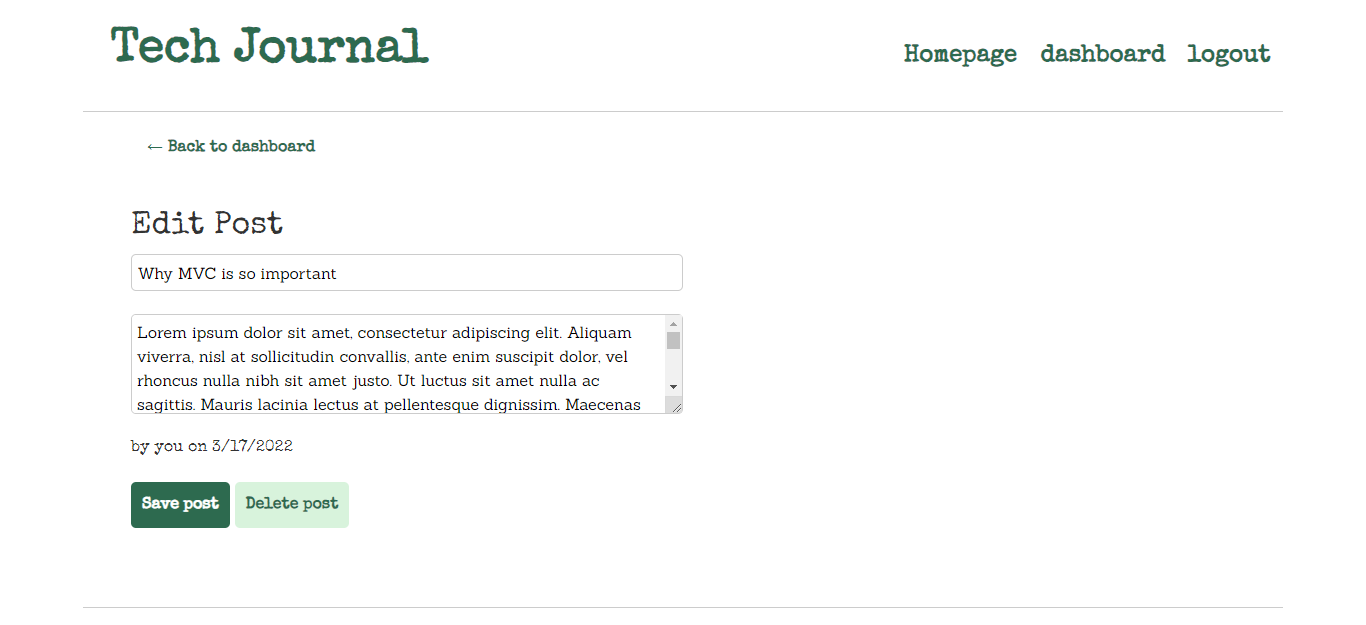 Tech Journal
Homepage dashboard logout
← Back to dashboard
Edit Post
Why MVC is so important
Lorem ipsum dolor sit amet, consectetur adipiscing elit. Aliquam
viverra, nisl at sollicitudin convallis, ante enim suscipit dolor, vel
rhoncus nulla nibh sit amet justo. Ut luctus sit amet nulla ac
sagittis. Mauris lacinia lectus at pellentesque dignissim. Maecenas
by you on 3/17/2022
Save post Delete post